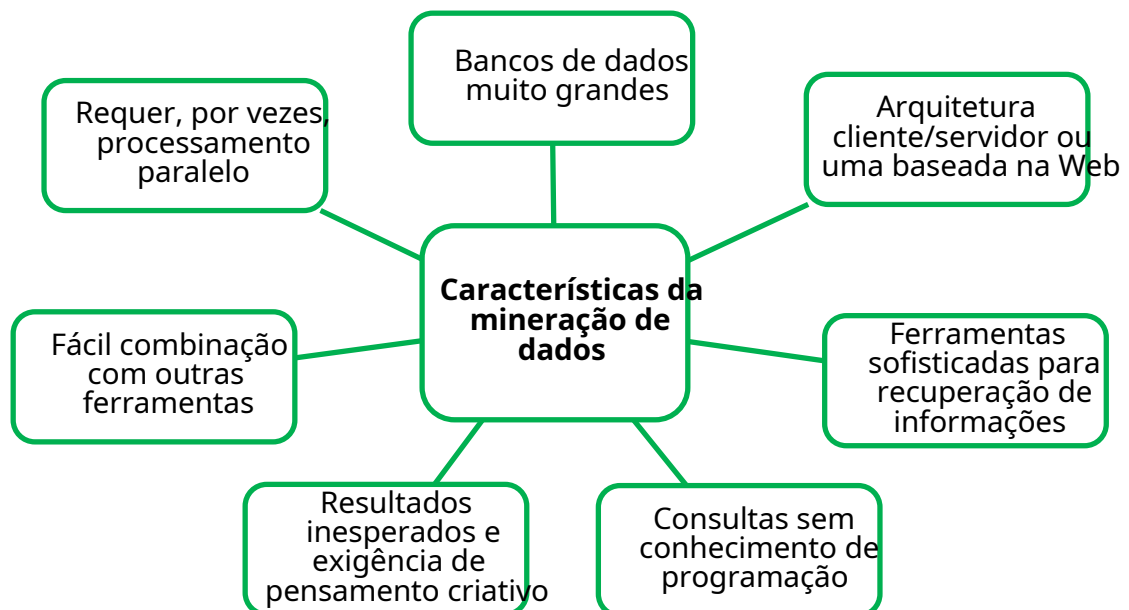 Bancos de dados
muito grandes
Requer, por vezes,
processamento
paralelo
Arquitetura
cliente/servidor ou
uma baseada na Web
Características da
mineração de
dados
Fácil combinação
com outras
ferramentas
Ferramentas
sofisticadas para
recuperação de
informações
Resultados
inesperados e
exigência de
pensamento criativo
Consultas sem
conhecimento de
programação